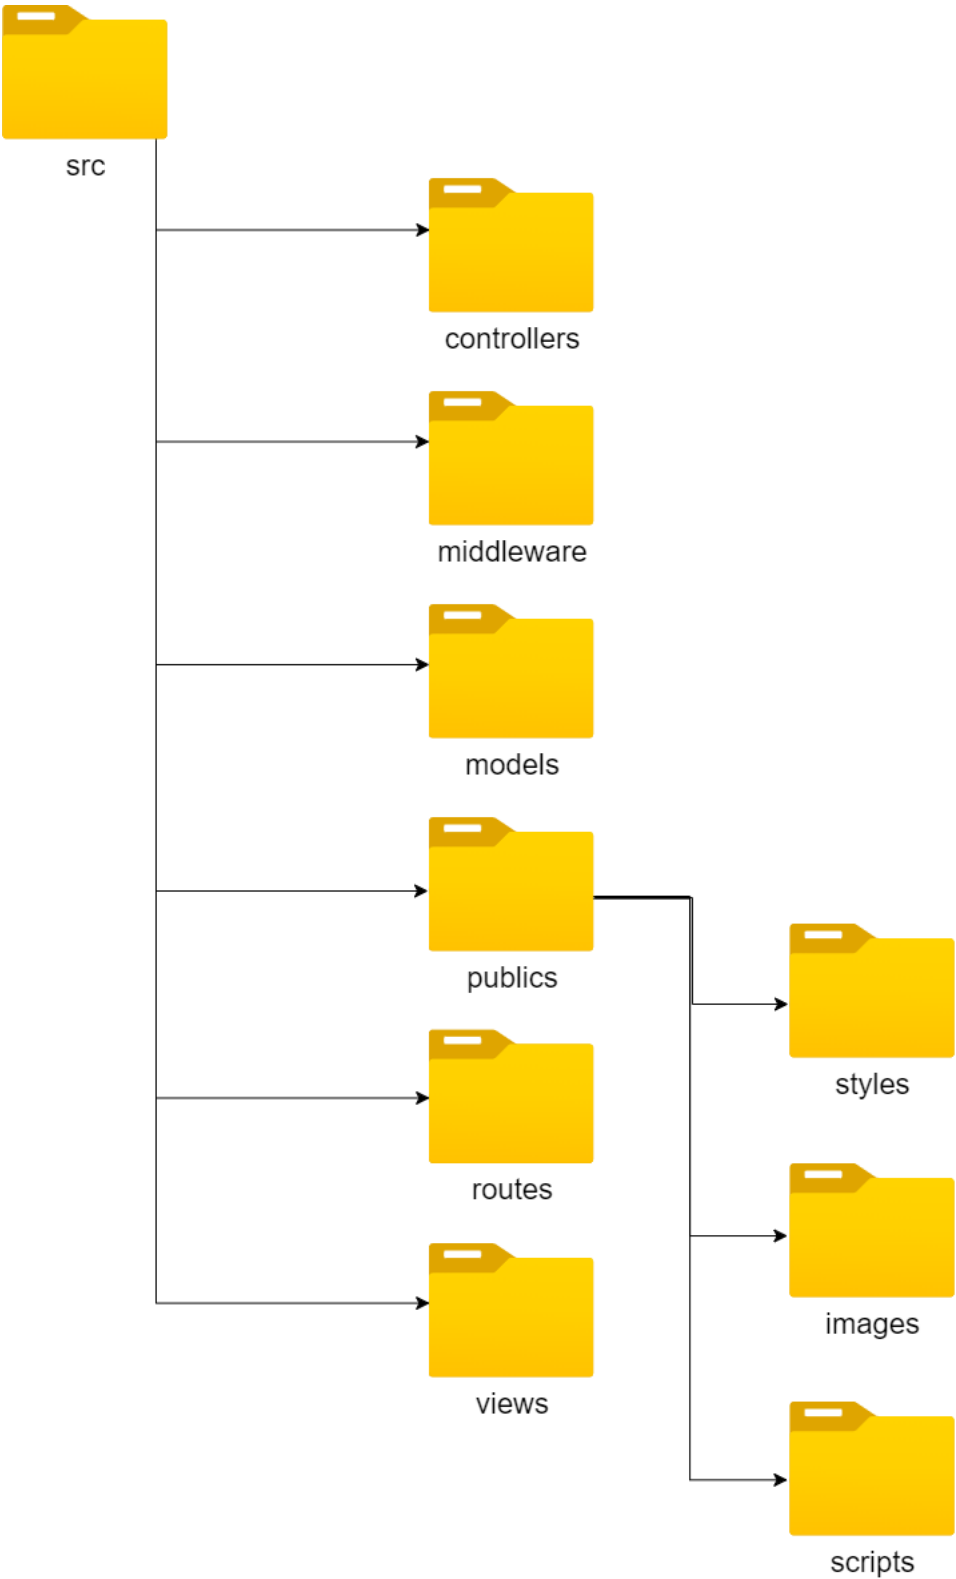 src
controllers
middleware
models
publics
styles
routes
images
views
scripts